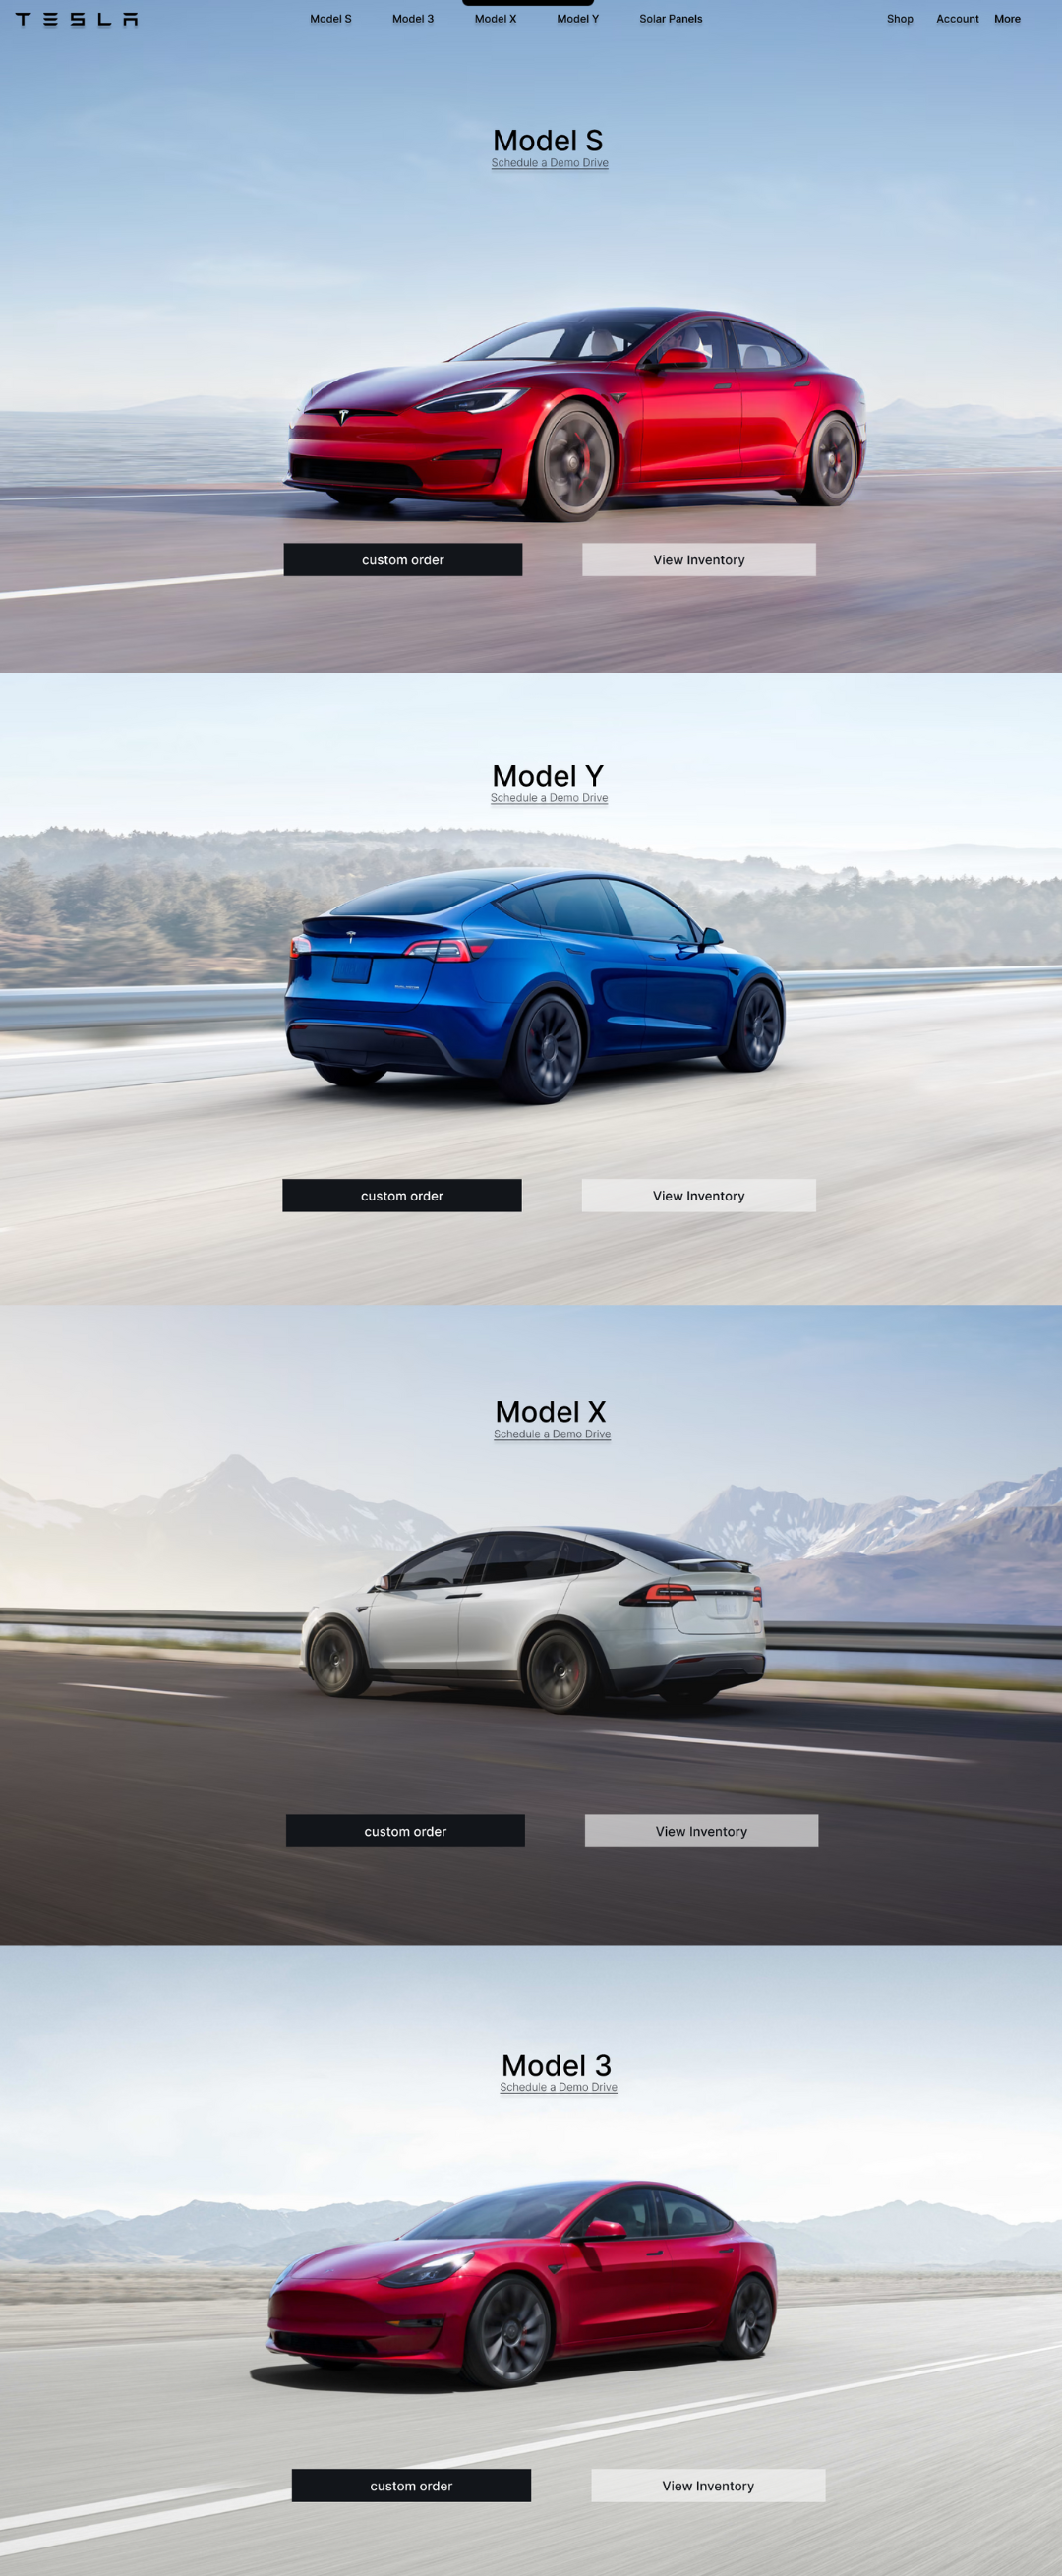 TESLA Model S Model 3 Model X Model Y Solar Panels Shop Account More
Model S
Schedule a Demo Drive
custom order View Inventory
Model Y
Schedule a Demo Drive
custom order View Inventory
Model X
Schedule a Demo Drive
custom order View Inventory
Model 3
Schedule a Demo Drive
custom order View Inventory